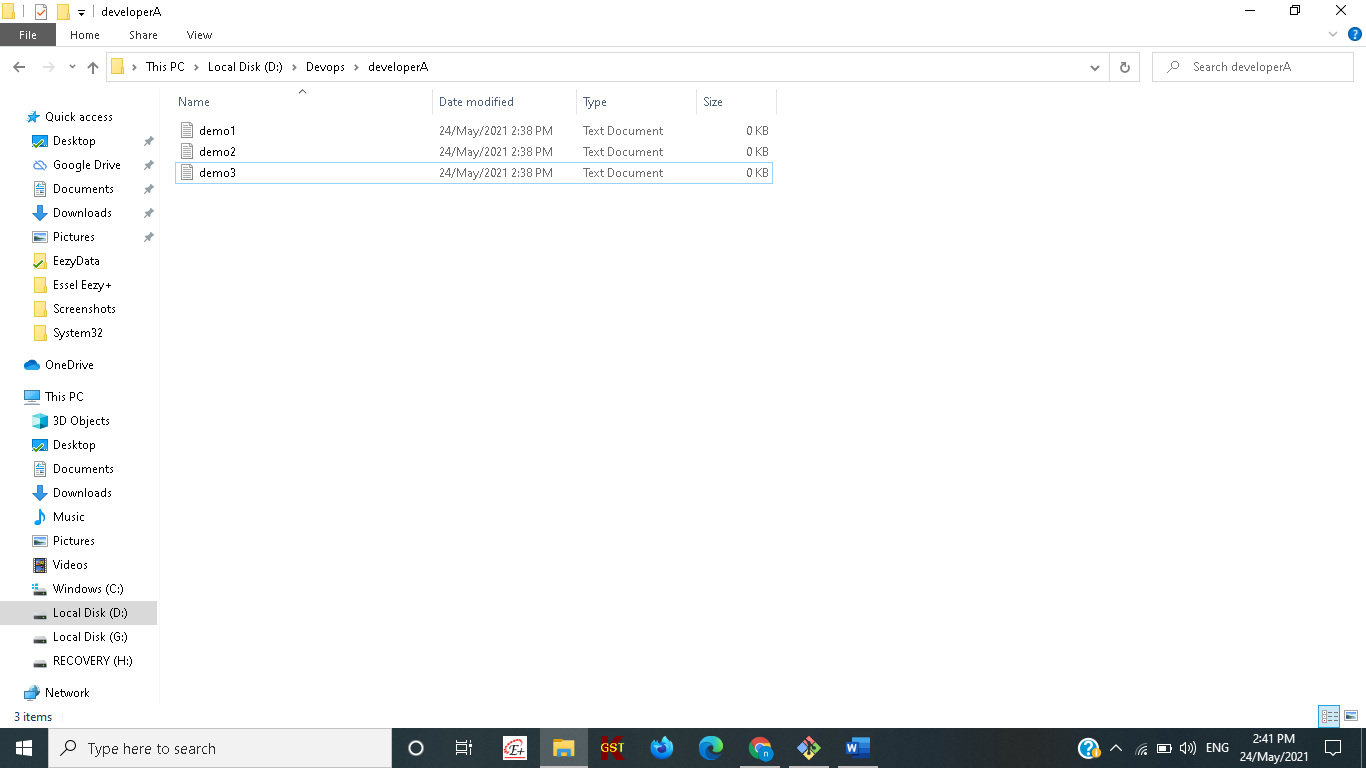 developerA
File Home Share View
This PC Local Disk (D:) Devops developerA
Search developerA
Name Date modified Type Size
demo1 24/May/2021 2:38 PM Text Document 0 KB
demo2 24/May/2021 2:38 PM Text Document 0 KB
demo3 24/May/2021 2:38 PM Text Document 0 KB
Quick access
Desktop
Google Drive
Documents
Downloads
Pictures
EezyData
Essel Eezy+
Screenshots
System32
OneDrive
This PC
3D Objects
Desktop
Documents
Downloads
Music
Pictures
Videos
Windows (C:)
Local Disk (D:)
Local Disk (G:)
RECOVERY (H:)
Network
3 items
Type here to search
E+
GST
n
W
ENG
2:41 PM
24/May/2021